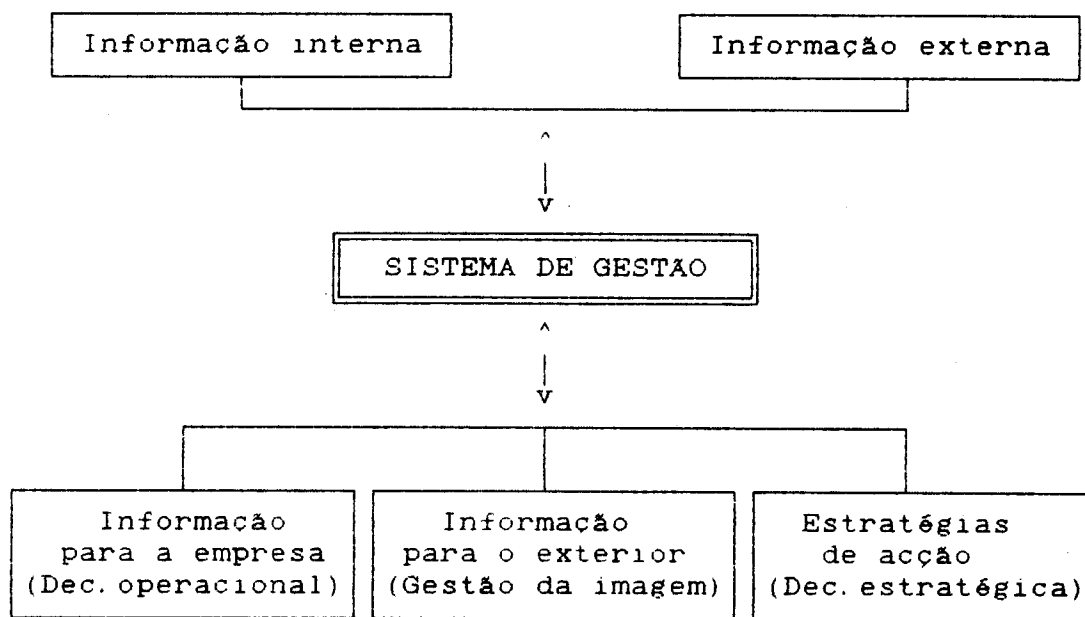 Informação interna
Informação externa
^
|
v
SISTEMA DE GESTÃO
^
|
v
Informação
para a empresa
(Dec. operacional)
Informação
para o exterior
(Gestão da imagem)
Estratégias
de acção
(Dec. estratégica)